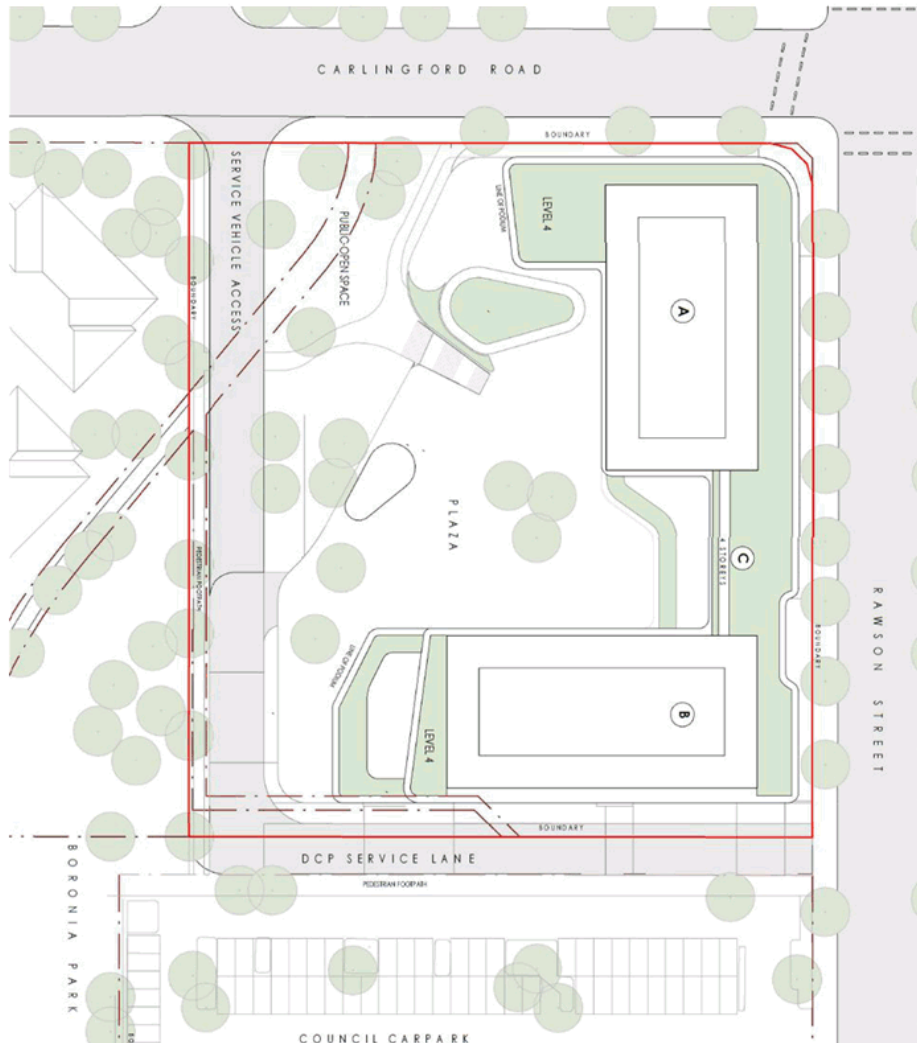 CARLINGFORD ROAD
BOUNDARY
SERVICE VEHICLE ACCESS
PUBLIC OPEN SPACE
LINE OF PODIUM
LEVEL 4
BOUNDARY
A
PLAZA
4 STOREYS
C
PEDESTRIAN FOOTPATH
RAWSON STREET
BOUNDARY
LINE OF PODIUM
LEVEL 4
B
BOUNDARY
DCP SERVICE LANE
PEDESTRIAN FOOTPATH
BORONIA PARK
COUNCIL CARPARK